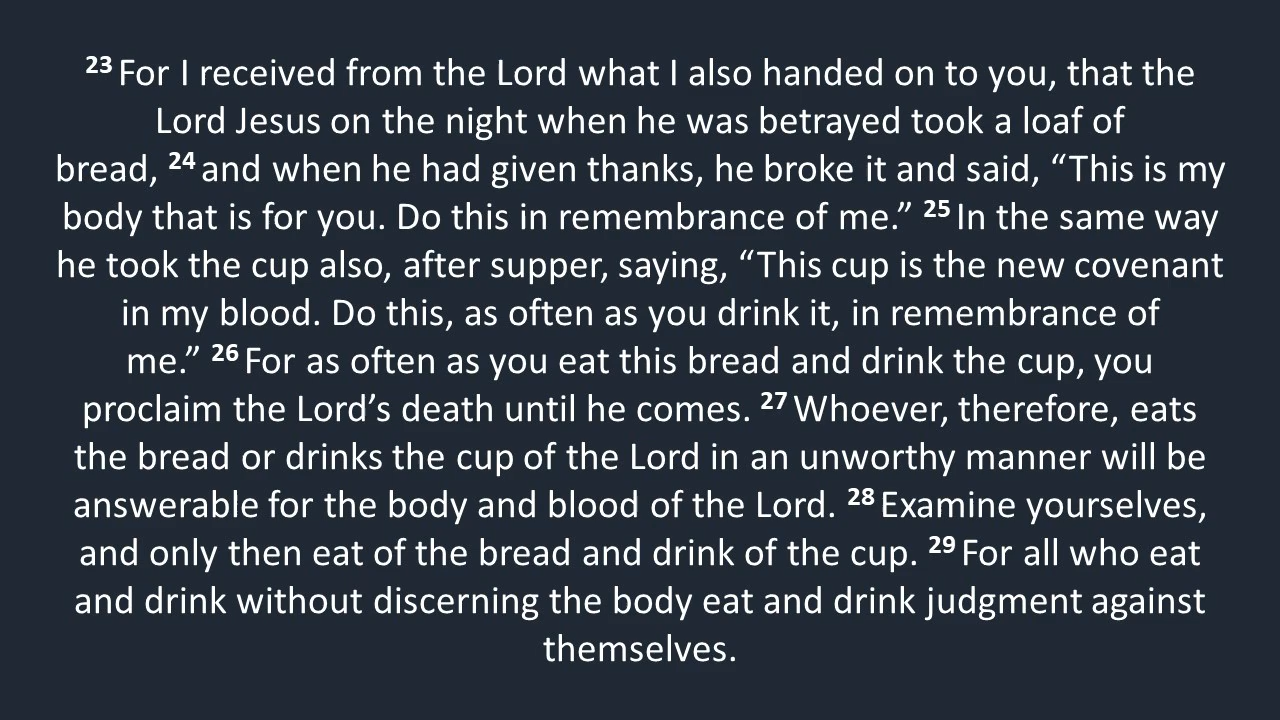 23 For I received from the Lord what I also handed on to you, that the
Lord Jesus on the night when he was betrayed took a loaf of
bread, 24 and when he had given thanks, he broke it and said, “This is my
body that is for you. Do this in remembrance of me.” 25 In the same way
he took the cup also, after supper, saying, “This cup is the new covenant
in my blood. Do this, as often as you drink it, in remembrance of
me.” 26 For as often as you eat this bread and drink the cup, you
proclaim the Lord’s death until he comes. 27 Whoever, therefore, eats
the bread or drinks the cup of the Lord in an unworthy manner will be
answerable for the body and blood of the Lord. 28 Examine yourselves,
and only then eat of the bread and drink of the cup. 29 For all who eat
and drink without discerning the body eat and drink judgment against
themselves.